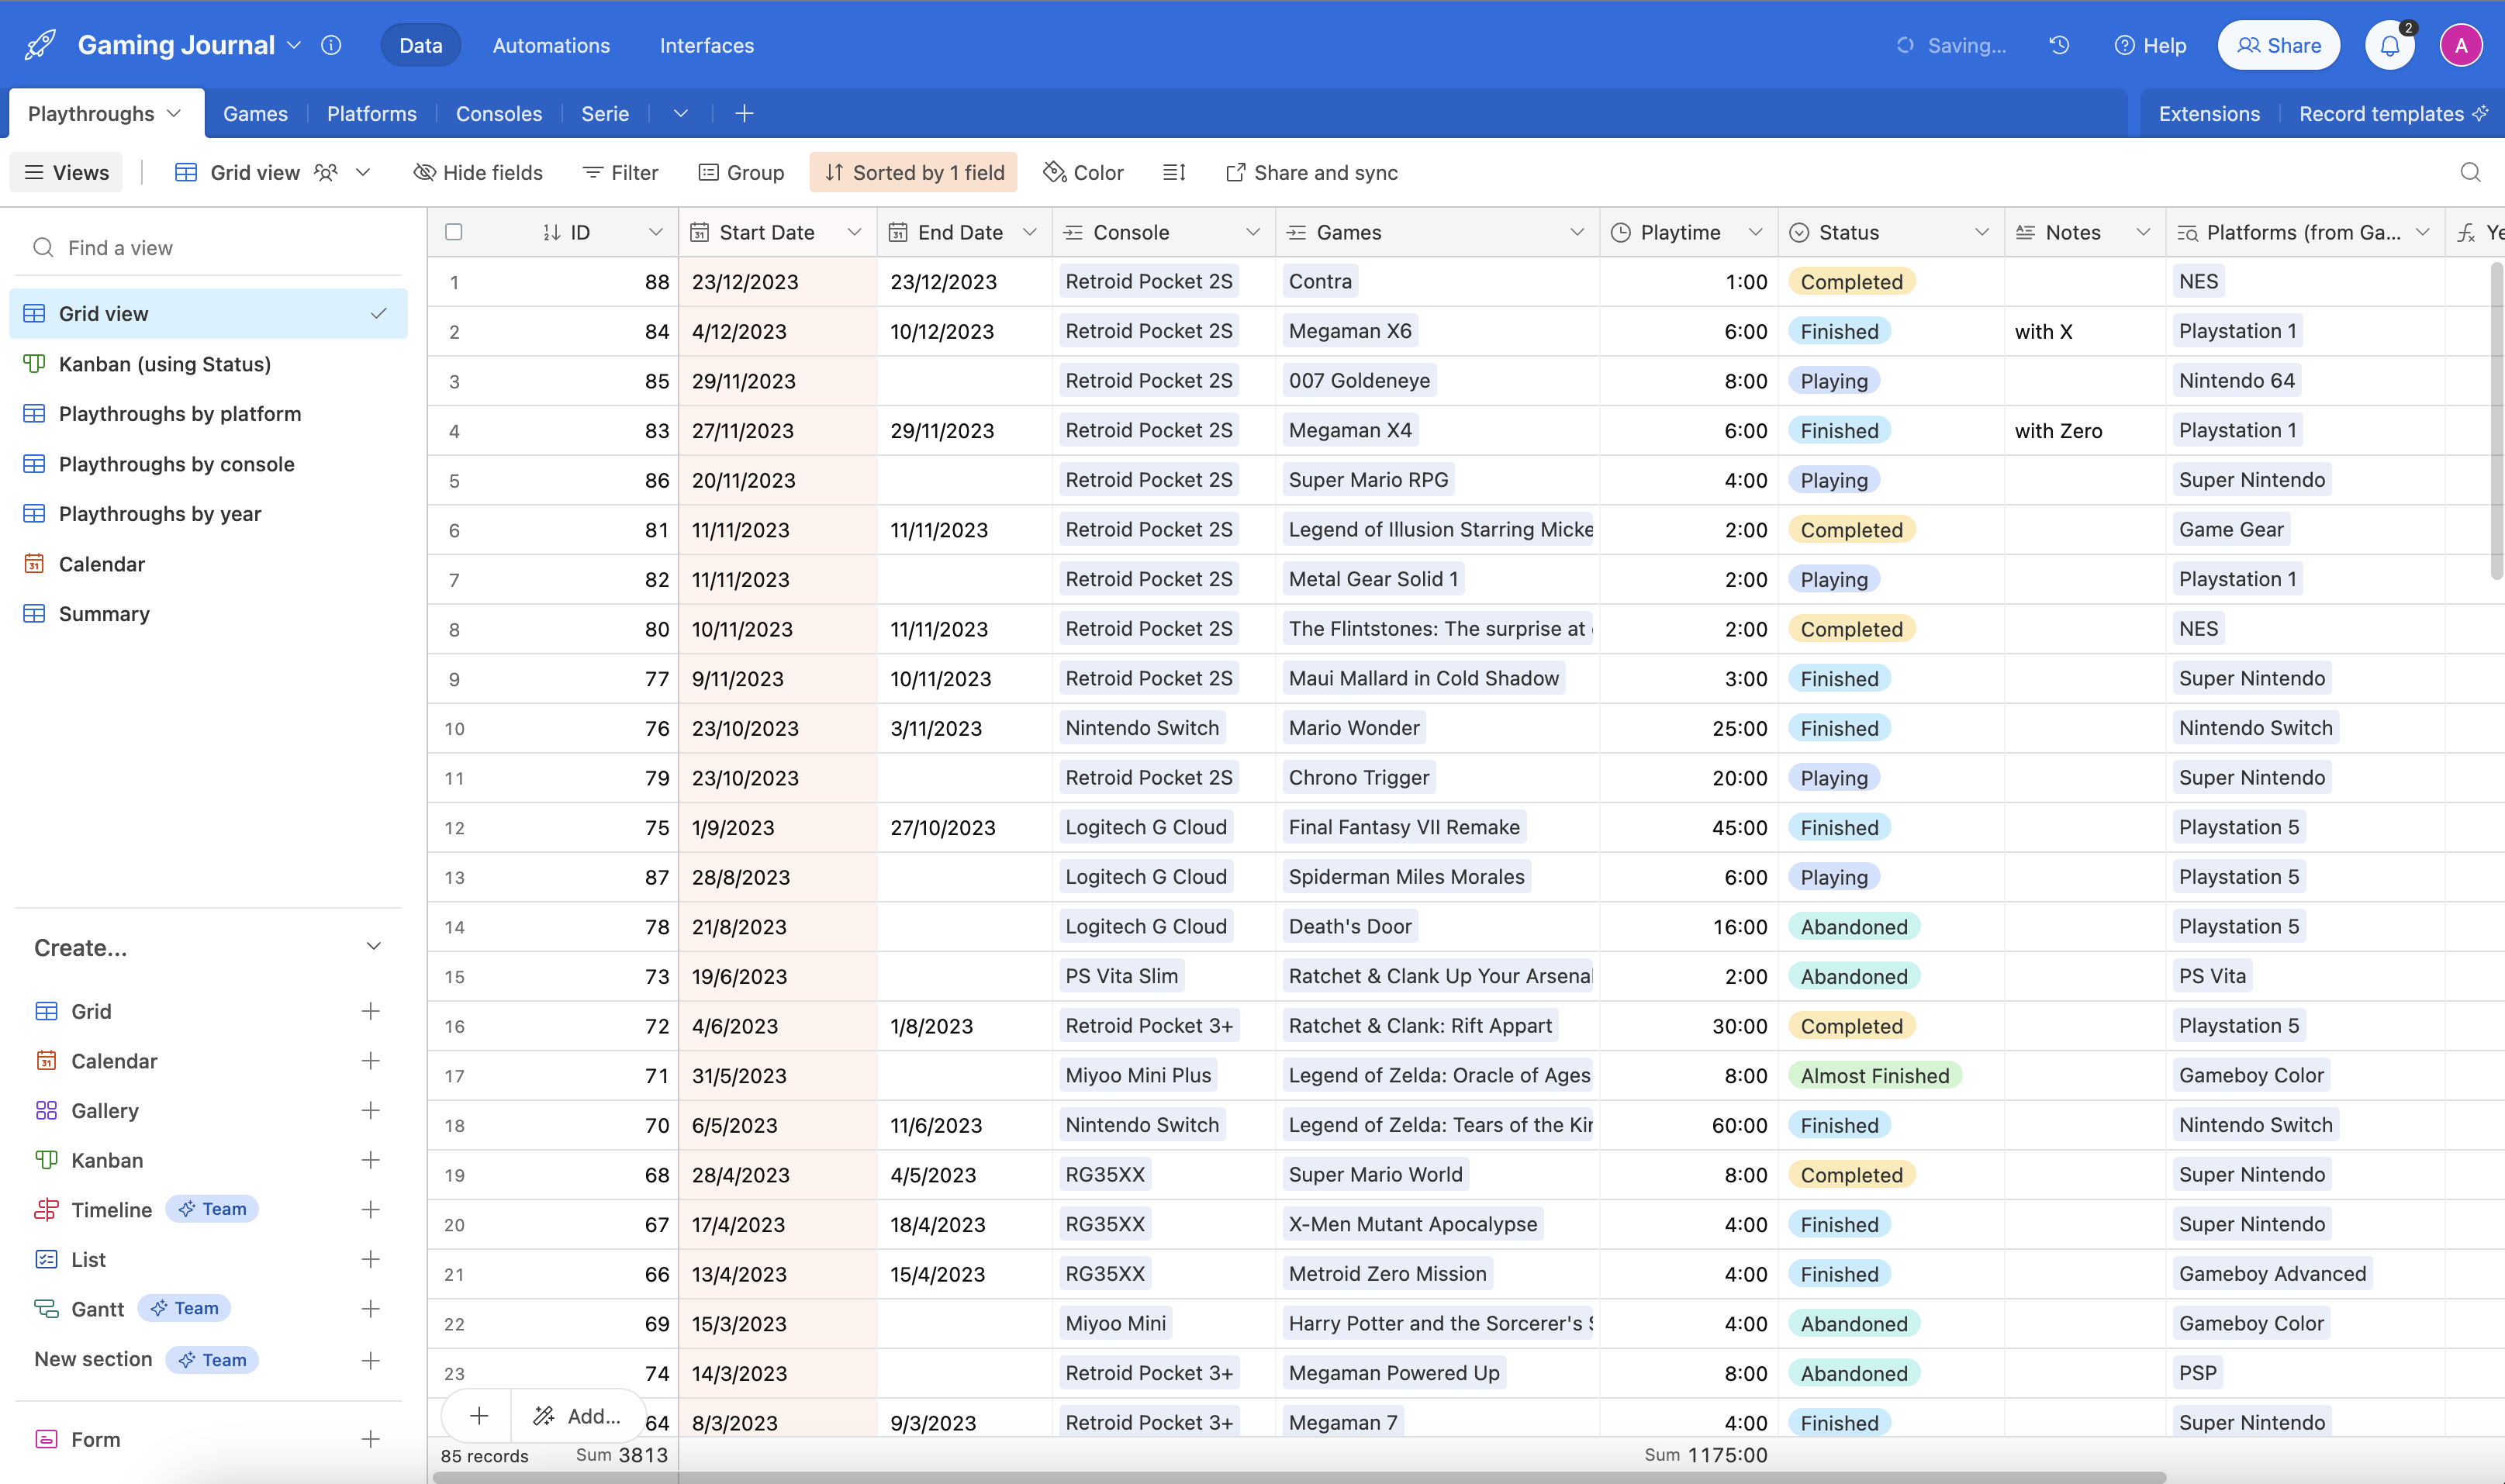 Gaming Journal Data Automations Interfaces Saving... Help Share 2 A
Playthroughs Games Platforms Consoles Serie Extensions Record templates
Views Grid view Hide fields Filter Group Sorted by 1 field Color Share and sync
Find a view
Grid view
Kanban (using Status)
Playthroughs by platform
Playthroughs by console
Playthroughs by year
Calendar
Summary
Create...
Grid
Calendar
Gallery
Kanban
Timeline Team
List
Gantt Team
New section Team
Form
ID Start Date End Date Console Games Playtime Status Notes Platforms (from Ga... Ye
1 88 23/12/2023 23/12/2023 Retroid Pocket 2S Contra 1:00 Completed NES
2 84 4/12/2023 10/12/2023 Retroid Pocket 2S Megaman X6 6:00 Finished with X Playstation 1
3 85 29/11/2023 Retroid Pocket 2S 007 Goldeneye 8:00 Playing Nintendo 64
4 83 27/11/2023 29/11/2023 Retroid Pocket 2S Megaman X4 6:00 Finished with Zero Playstation 1
5 86 20/11/2023 Retroid Pocket 2S Super Mario RPG 4:00 Playing Super Nintendo
6 81 11/11/2023 11/11/2023 Retroid Pocket 2S Legend of Illusion Starring Micke 2:00 Completed Game Gear
7 82 11/11/2023 Retroid Pocket 2S Metal Gear Solid 1 2:00 Playing Playstation 1
8 80 10/11/2023 11/11/2023 Retroid Pocket 2S The Flintstones: The surprise at 2:00 Completed NES
9 77 9/11/2023 10/11/2023 Retroid Pocket 2S Maui Mallard in Cold Shadow 3:00 Finished Super Nintendo
10 76 23/10/2023 3/11/2023 Nintendo Switch Mario Wonder 25:00 Finished Nintendo Switch
11 79 23/10/2023 Retroid Pocket 2S Chrono Trigger 20:00 Playing Super Nintendo
12 75 1/9/2023 27/10/2023 Logitech G Cloud Final Fantasy VII Remake 45:00 Finished Playstation 5
13 87 28/8/2023 Logitech G Cloud Spiderman Miles Morales 6:00 Playing Playstation 5
14 78 21/8/2023 Logitech G Cloud Death's Door 16:00 Abandoned Playstation 5
15 73 19/6/2023 PS Vita Slim Ratchet & Clank Up Your Arsenal 2:00 Abandoned PS Vita
16 72 4/6/2023 1/8/2023 Retroid Pocket 3+ Ratchet & Clank: Rift Appart 30:00 Completed Playstation 5
17 71 31/5/2023 Miyoo Mini Plus Legend of Zelda: Oracle of Ages 8:00 Almost Finished Gameboy Color
18 70 6/5/2023 11/6/2023 Nintendo Switch Legend of Zelda: Tears of the Kin 60:00 Finished Nintendo Switch
19 68 28/4/2023 4/5/2023 RG35XX Super Mario World 8:00 Completed Super Nintendo
20 67 17/4/2023 18/4/2023 RG35XX X-Men Mutant Apocalypse 4:00 Finished Super Nintendo
21 66 13/4/2023 15/4/2023 RG35XX Metroid Zero Mission 4:00 Finished Gameboy Advanced
22 69 15/3/2023 Miyoo Mini Harry Potter and the Sorcerer's S 4:00 Abandoned Gameboy Color
23 74 14/3/2023 Retroid Pocket 3+ Megaman Powered Up 8:00 Abandoned PSP
Add... 64 8/3/2023 9/3/2023 Retroid Pocket 3+ Megaman 7 4:00 Finished Super Nintendo
85 records Sum 3813 Sum 1175:00